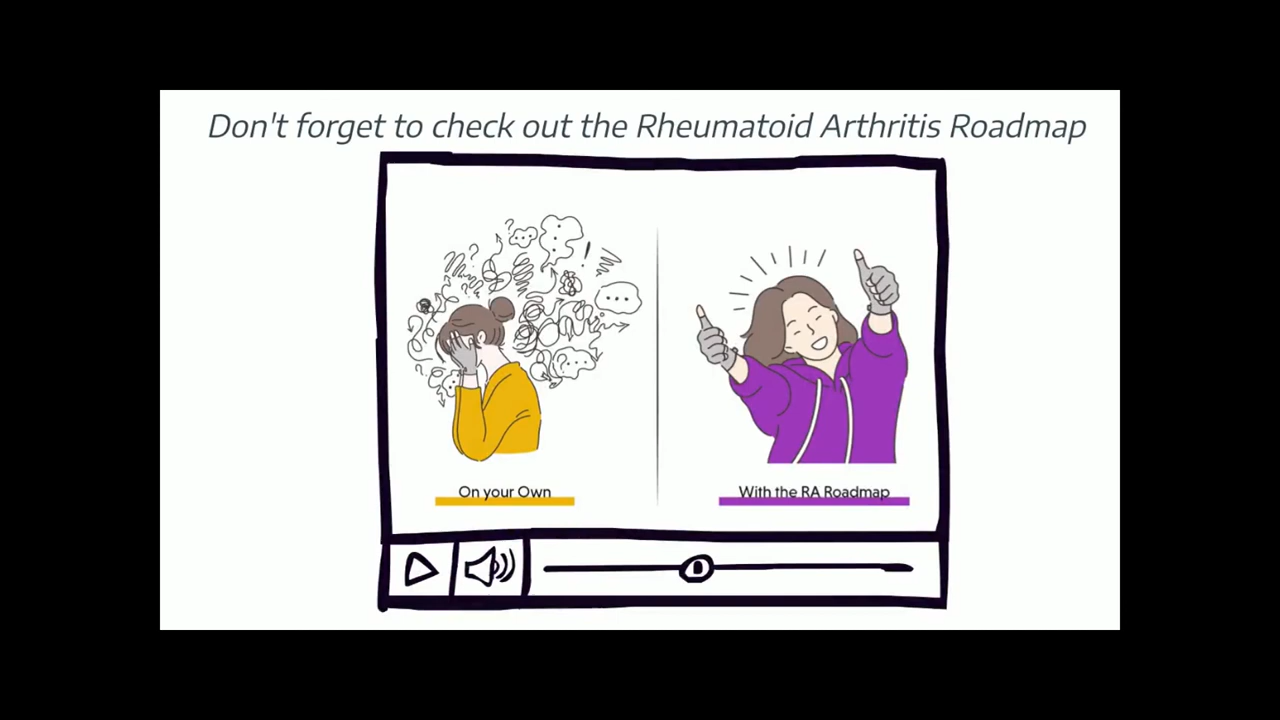 Don't forget to check out the Rheumatoid Arthritis Roadmap
On your Own
With the RA Roadmap